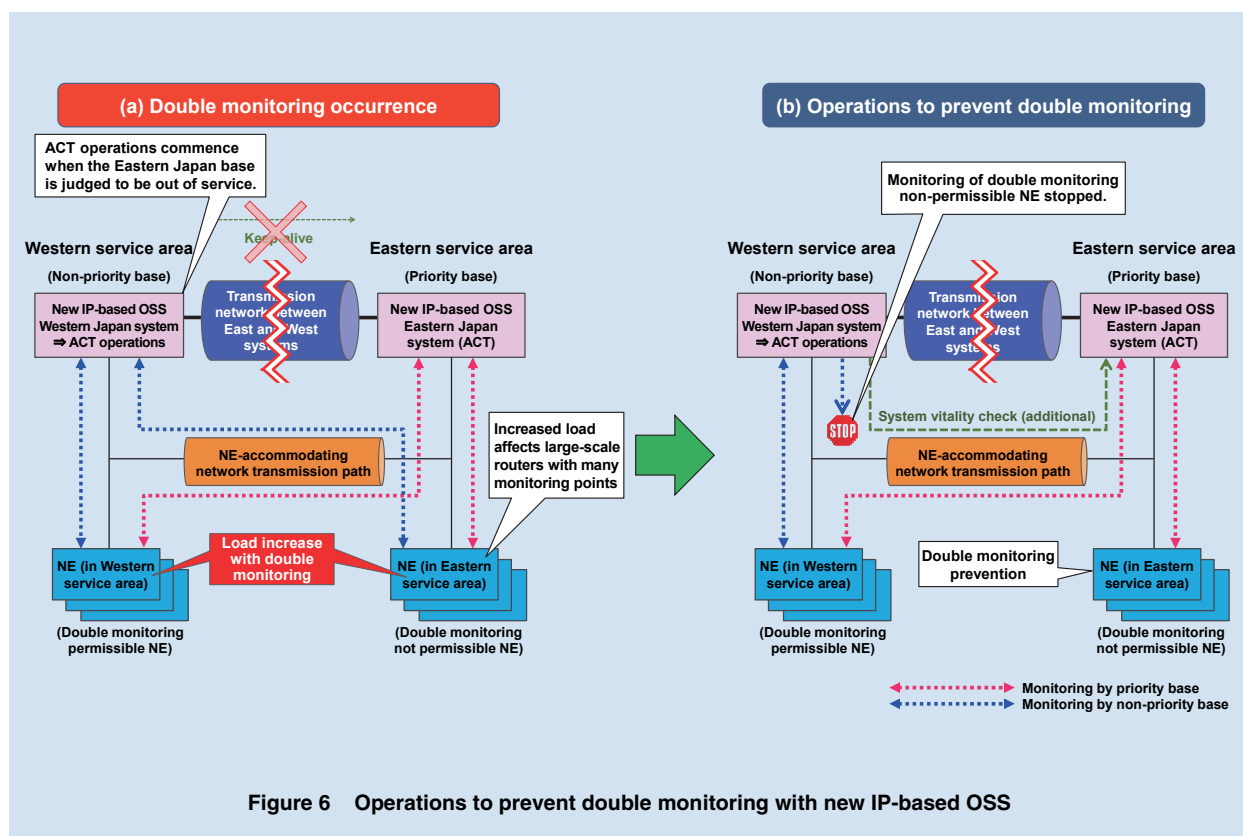 (a) Double monitoring occurrence
ACT operations commence
when the Eastern Japan base
is judged to be out of service.
Keep-alive
Western service area
(Non-priority base)
Eastern service area
(Priority base)
New IP-based OSS
Western Japan system
⇒ ACT operations
Transmission
network between
East and West
systems
New IP-based OSS
Eastern Japan
system (ACT)
Increased load
affects large-scale
routers with many
monitoring points
NE-accommodating
network transmission path
NE (in Western
service area)
Load increase
with double
monitoring
NE (in Eastern
service area)
(Double monitoring
permissible NE)
(Double monitoring
not permissible NE)
(b) Operations to prevent double monitoring
Monitoring of double monitoring
non-permissible NE stopped.
Western service area
(Non-priority base)
Eastern service area
(Priority base)
New IP-based OSS
Western Japan system
⇒ ACT operations
Transmission
network between
East and West
systems
New IP-based OSS
Eastern Japan
system (ACT)
System vitality check (additional)
STOP
NE-accommodating
network transmission path
NE (in Western
service area)
Double monitoring
prevention
NE (in Eastern
service area)
(Double monitoring
permissible NE)
(Double monitoring
not permissible NE)
Monitoring by priority base
Monitoring by non-priority base
Figure 6 Operations to prevent double monitoring with new IP-based OSS